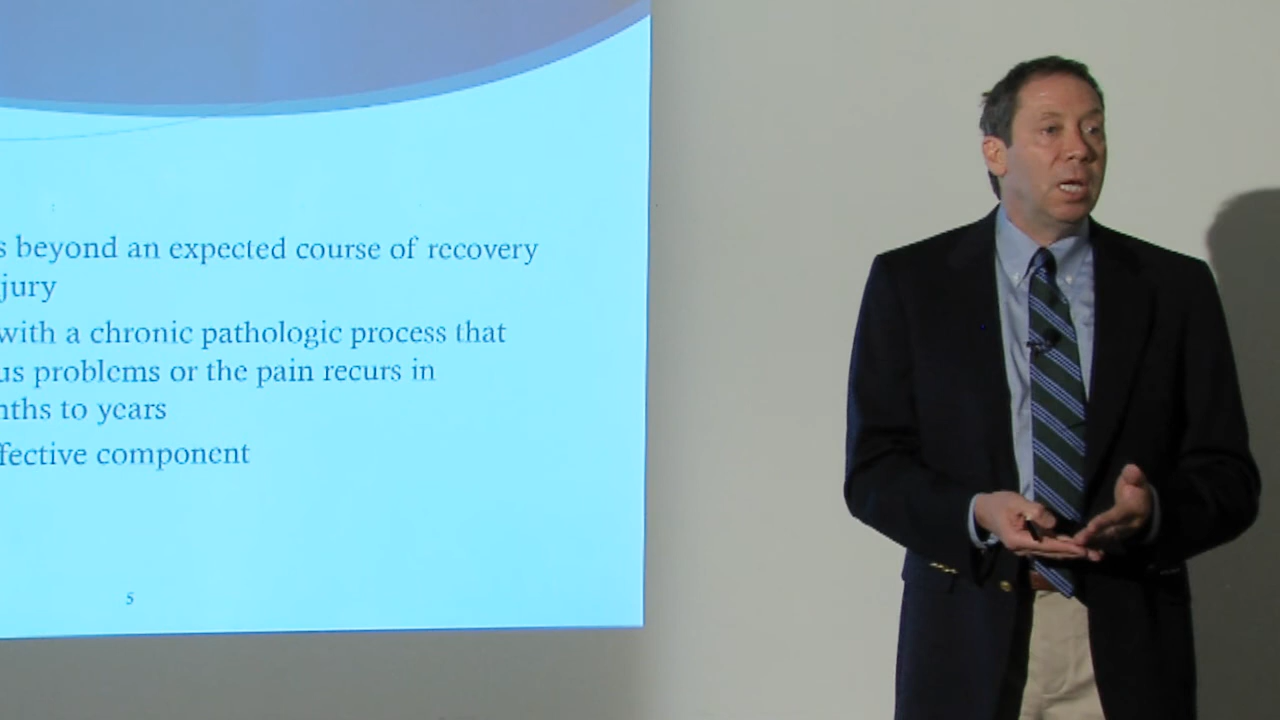 s beyond an expected course of recovery
jury
with a chronic pathologic process that
us problems or the pain recurs in
nths to years
fective component
5